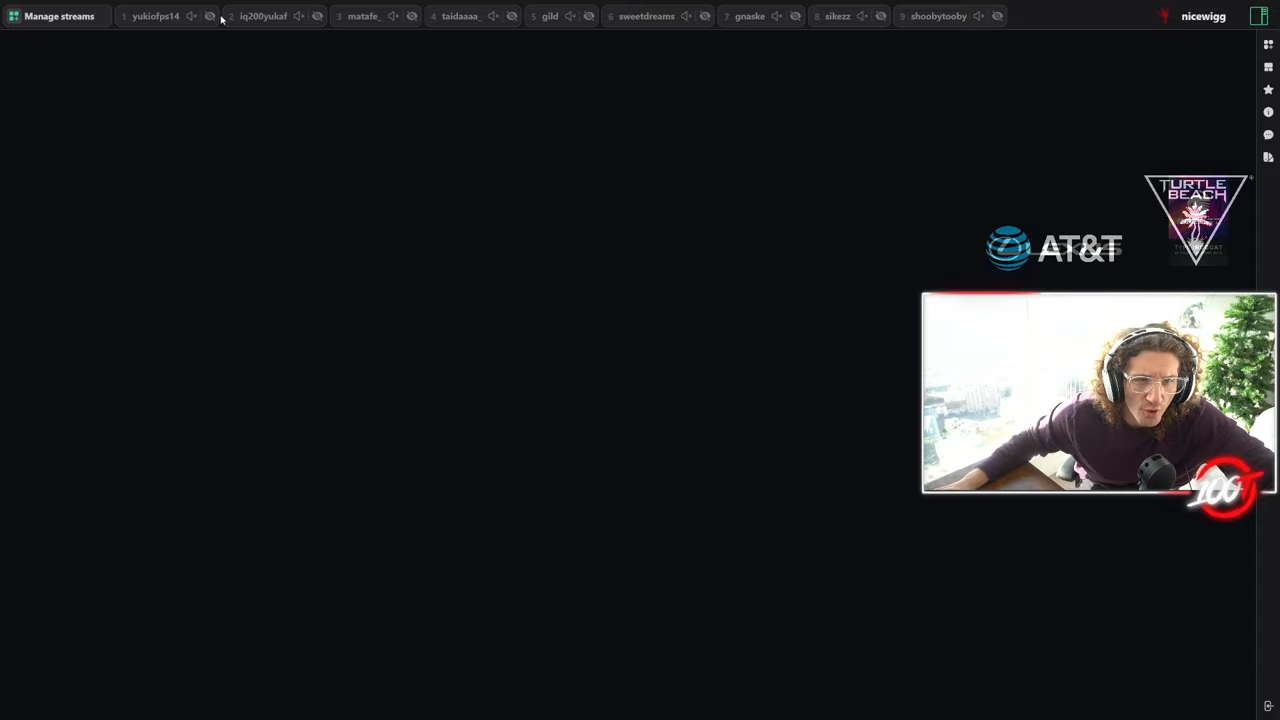 Manage streams
1 yukiofps14
2 iq200yukaf
3 matafe_
4 taidaaaa_
5 gild
6 sweetdreams
7 gnaske
8 sikezz
9 shoobytooby
nicewigg
TURTLE
BEACH
AT&T
100T